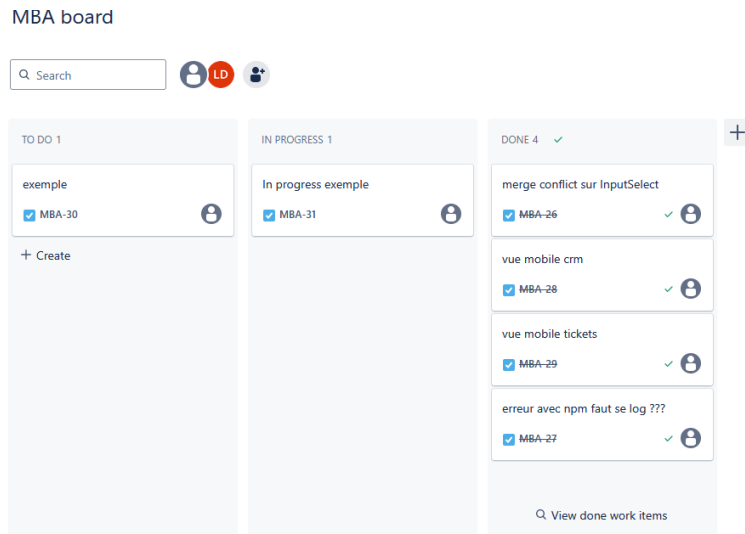 MBA board
Search
LD
TO DO 1
exemple
MBA-30
Create
IN PROGRESS 1
In progress exemple
MBA-31
DONE 4
merge conflict sur InputSelect
MBA-26
vue mobile crm
MBA-28
vue mobile tickets
MBA-29
erreur avec npm faut se log ???
MBA-27
View done work items